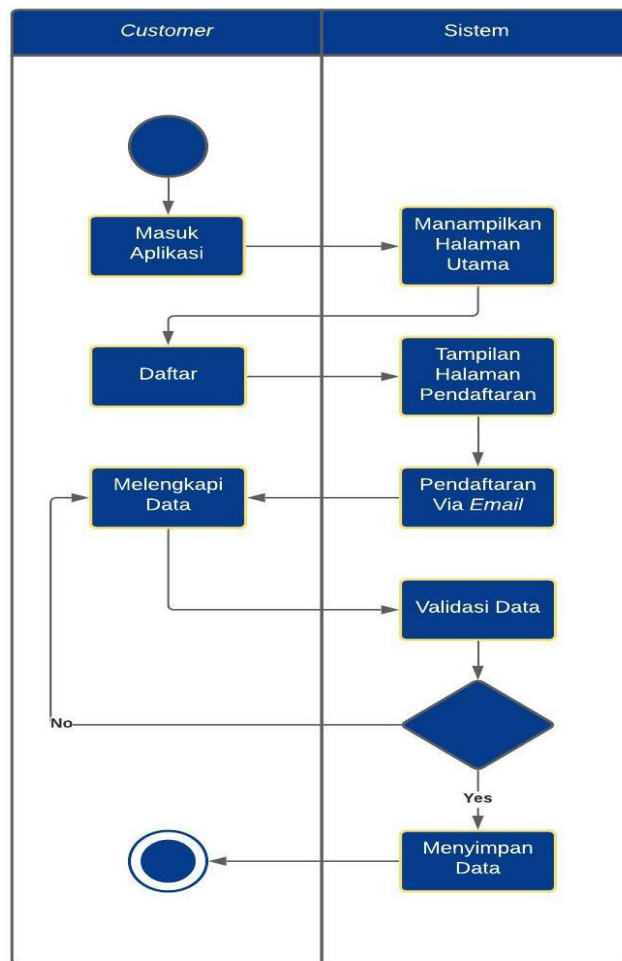 Customer
Sistem
Masuk
Aplikasi
Manampilkan
Halaman
Utama
Daftar
Tampilan
Halaman
Pendaftaran
Melengkapi
Data
Pendaftaran
Via Email
Validasi Data
No
Yes
Menyimpan
Data